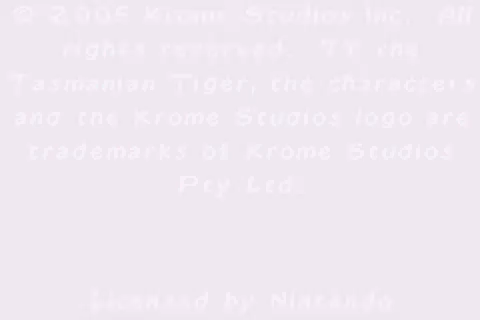 © 2005 Krome Studios Inc. All
rights reserved. TY the
Tasmanian Tiger, the characters
and the Krome Studios logo are
trademarks of Krome Studios
Pty Ltd.
Licensed by Nintendo